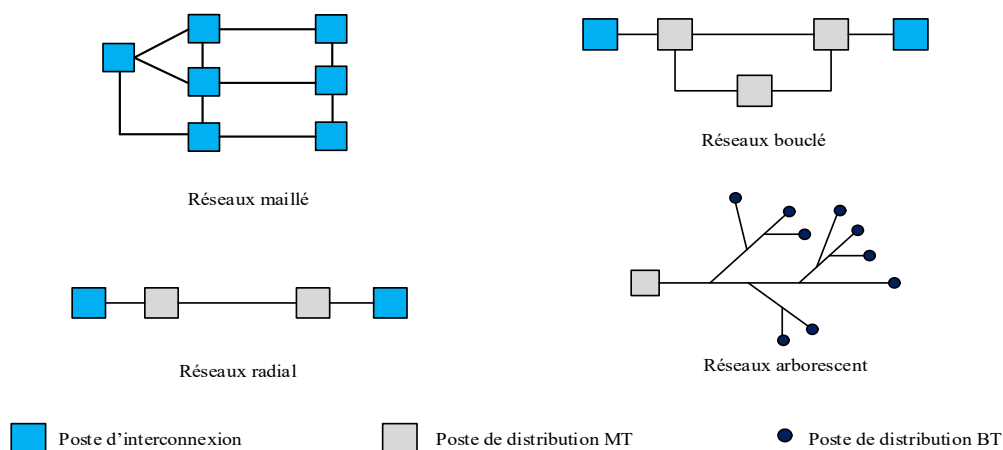 Réseaux bouclé
Réseaux maillé
Réseaux arborescent
Réseaux radial
Poste d'interconnexion
Poste de distribution MT
Poste de distribution BT